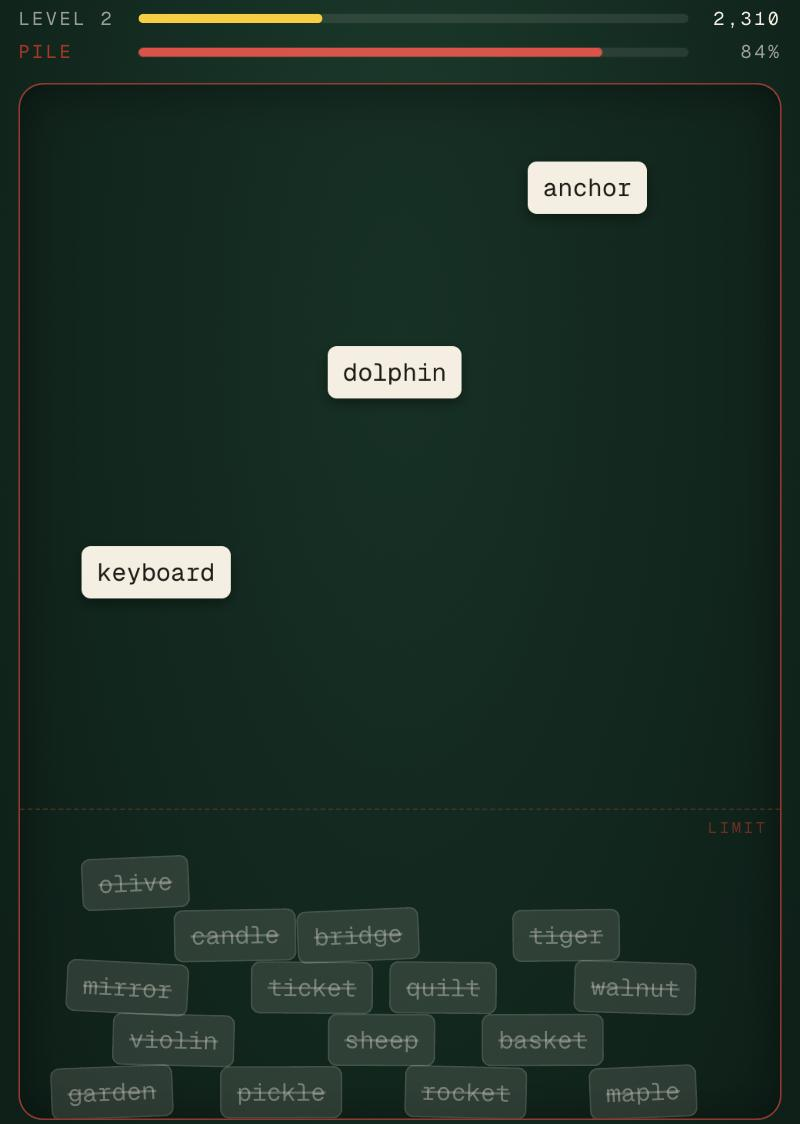 LEVEL 2 2,310
PILE 84%
anchor
dolphin
keyboard
LIMIT
olive
candle bridge tiger
mirror ticket quilt walnut
violin sheep basket
garden pickle rocket maple